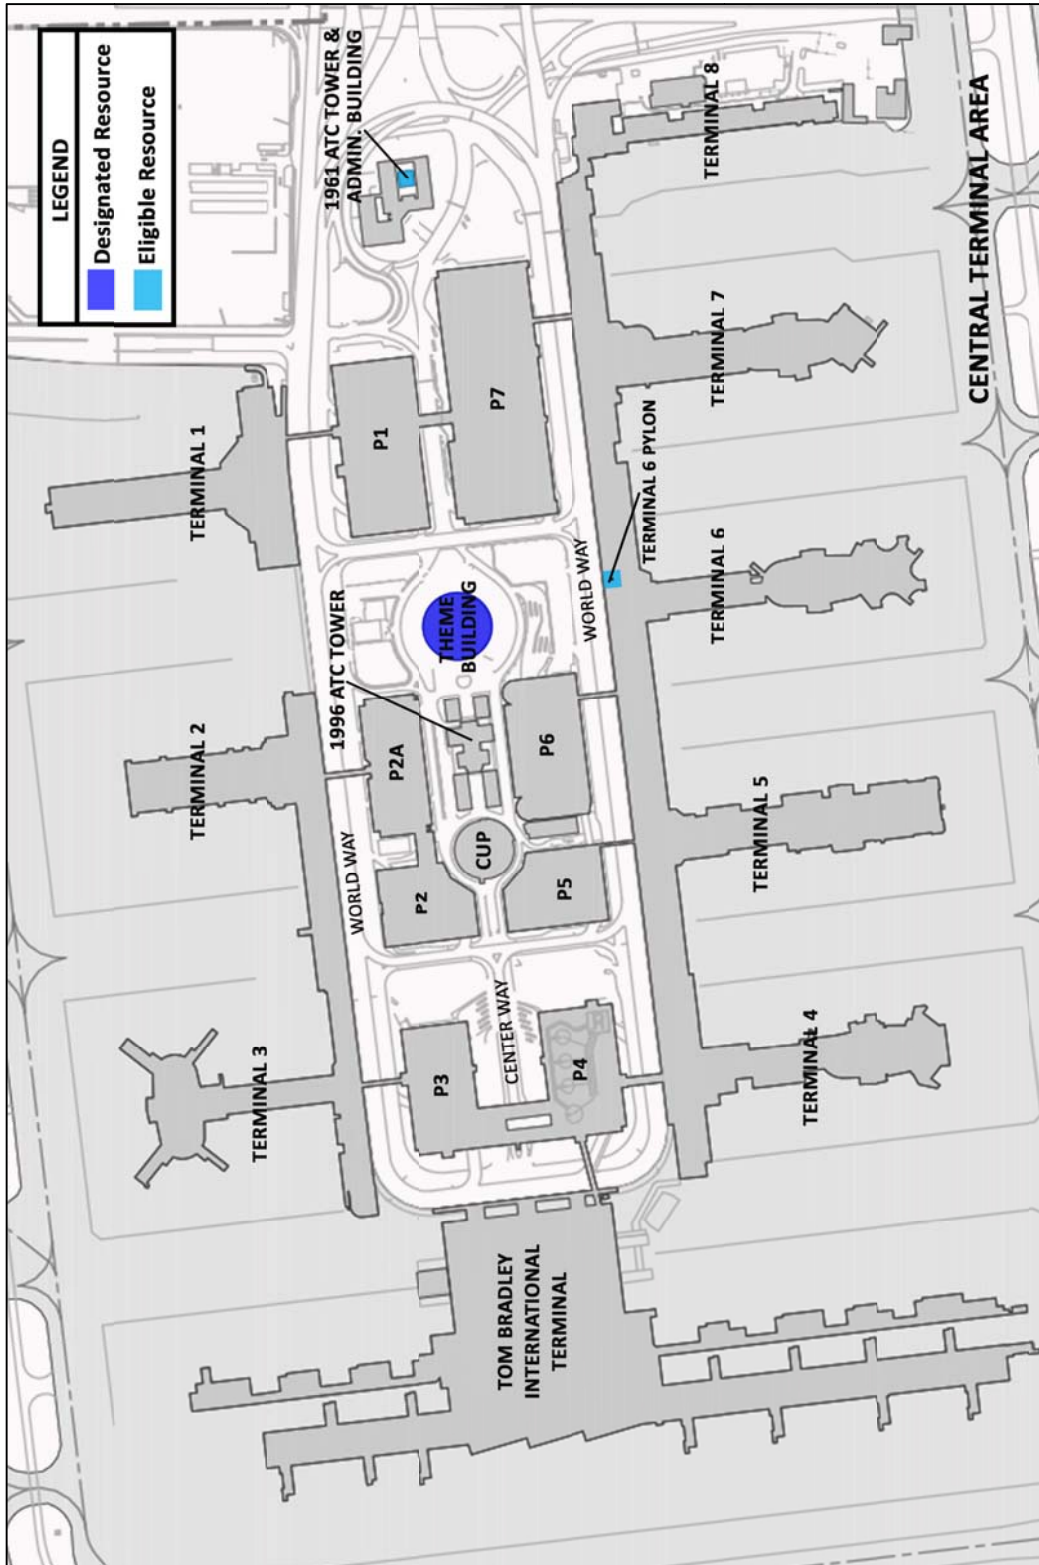 LEGEND
Designated Resource
Eligible Resource
1961 ATC TOWER &
ADMIN. BUILDING
TERMINAL 1
TERMINAL 2
TERMINAL 3
P1
P7
TERMINAL 8
TERMINAL 7
TERMINAL 6 PYLON
TERMINAL 6
TERMINAL 5
TERMINAL 4
WORLD WAY
WORLD WAY
THEME
BUILDING
1996 ATC TOWER
P2A
P6
CUP
P2
P5
CENTER WAY
P3
P4
TOM BRADLEY
INTERNATIONAL
TERMINAL
CENTRAL TERMINAL AREA